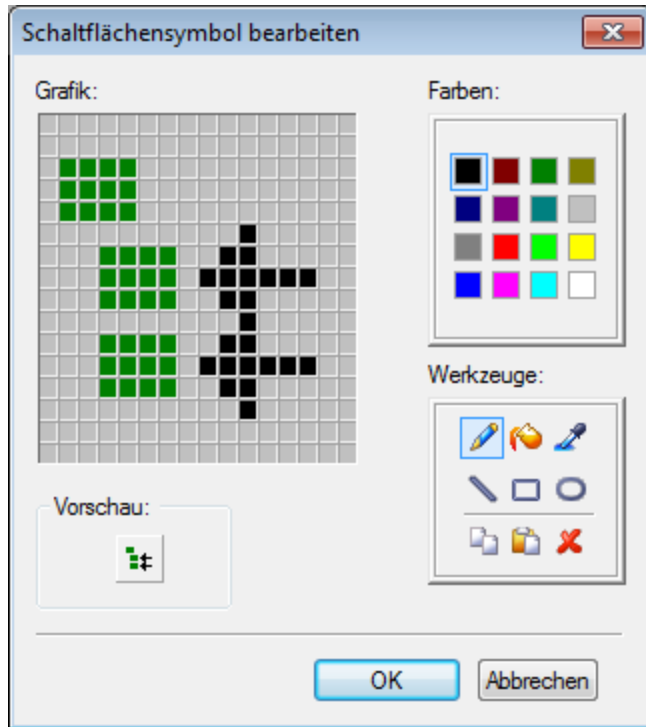 Schaltflächensymbol bearbeiten
Grafik:
Farben:
Werkzeuge:
Vorschau:
OK
Abbrechen